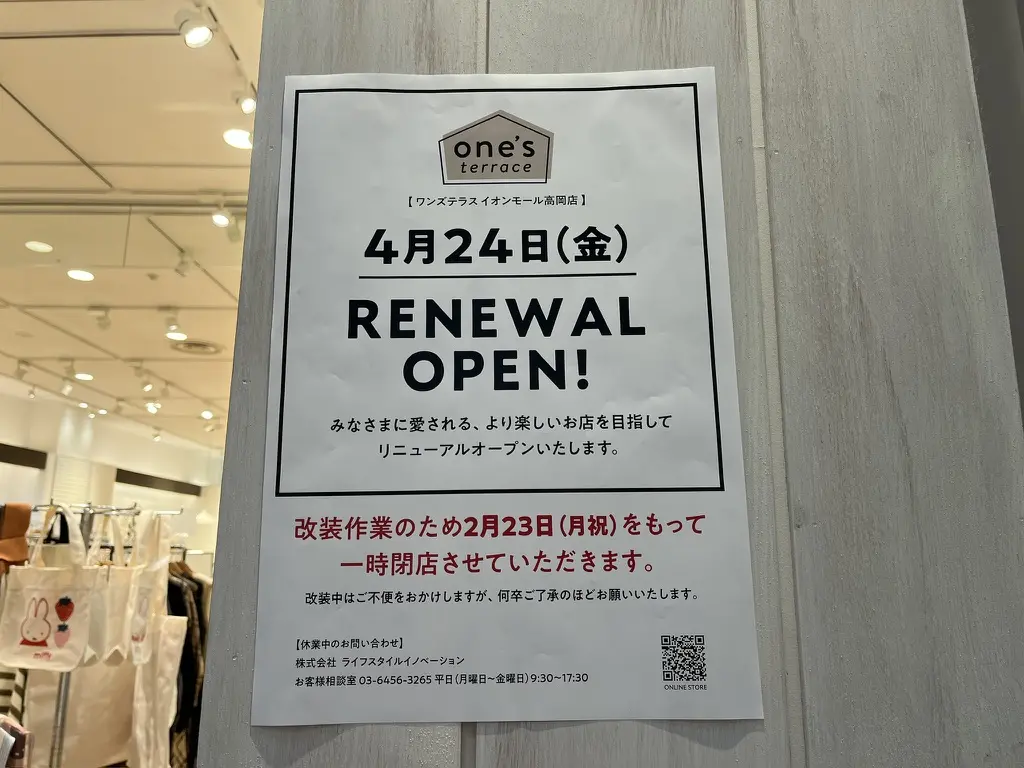 one's
terrace
【 ワンズテラス イオンモール高岡店 】
4月24日(金)
RENEWAL
OPEN!
みなさまに愛される、より楽しいお店を目指して
リニューアルオープンいたします。
改装作業のため2月23日(月祝)をもって
一時閉店させていただきます。
改装中はご不便をおかけしますが、何卒ご了承のほどお願いいたします。
【休業中のお問い合わせ】
株式会社 ライフスタイルイノベーション
お客様相談室 03-6456-3265 平日(月曜日～金曜日)9:30～17:30
ONLINE STORE